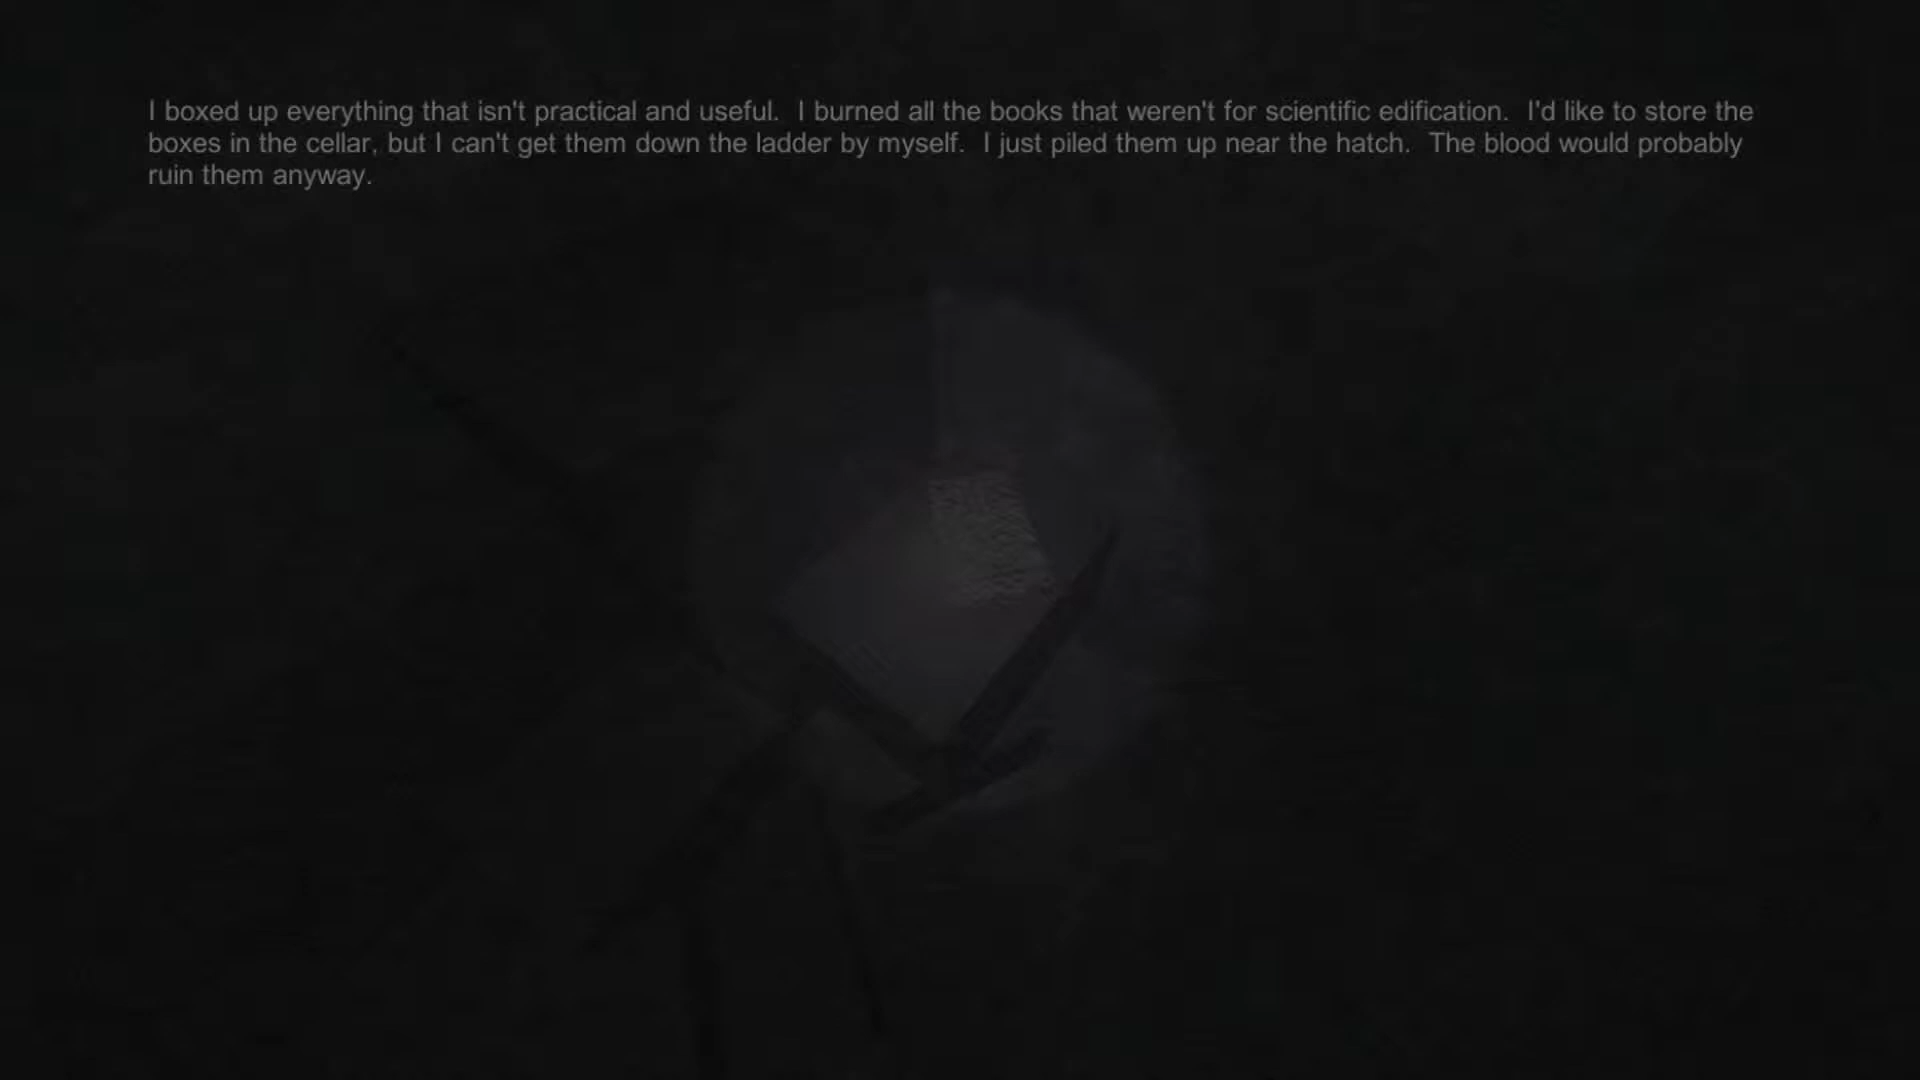 I boxed up everything that isn't practical and useful.  I burned all the books that weren't for scientific edification.  I'd like to store the
boxes in the cellar, but I can't get them down the ladder by myself.  I just piled them up near the hatch.  The blood would probably
ruin them anyway.